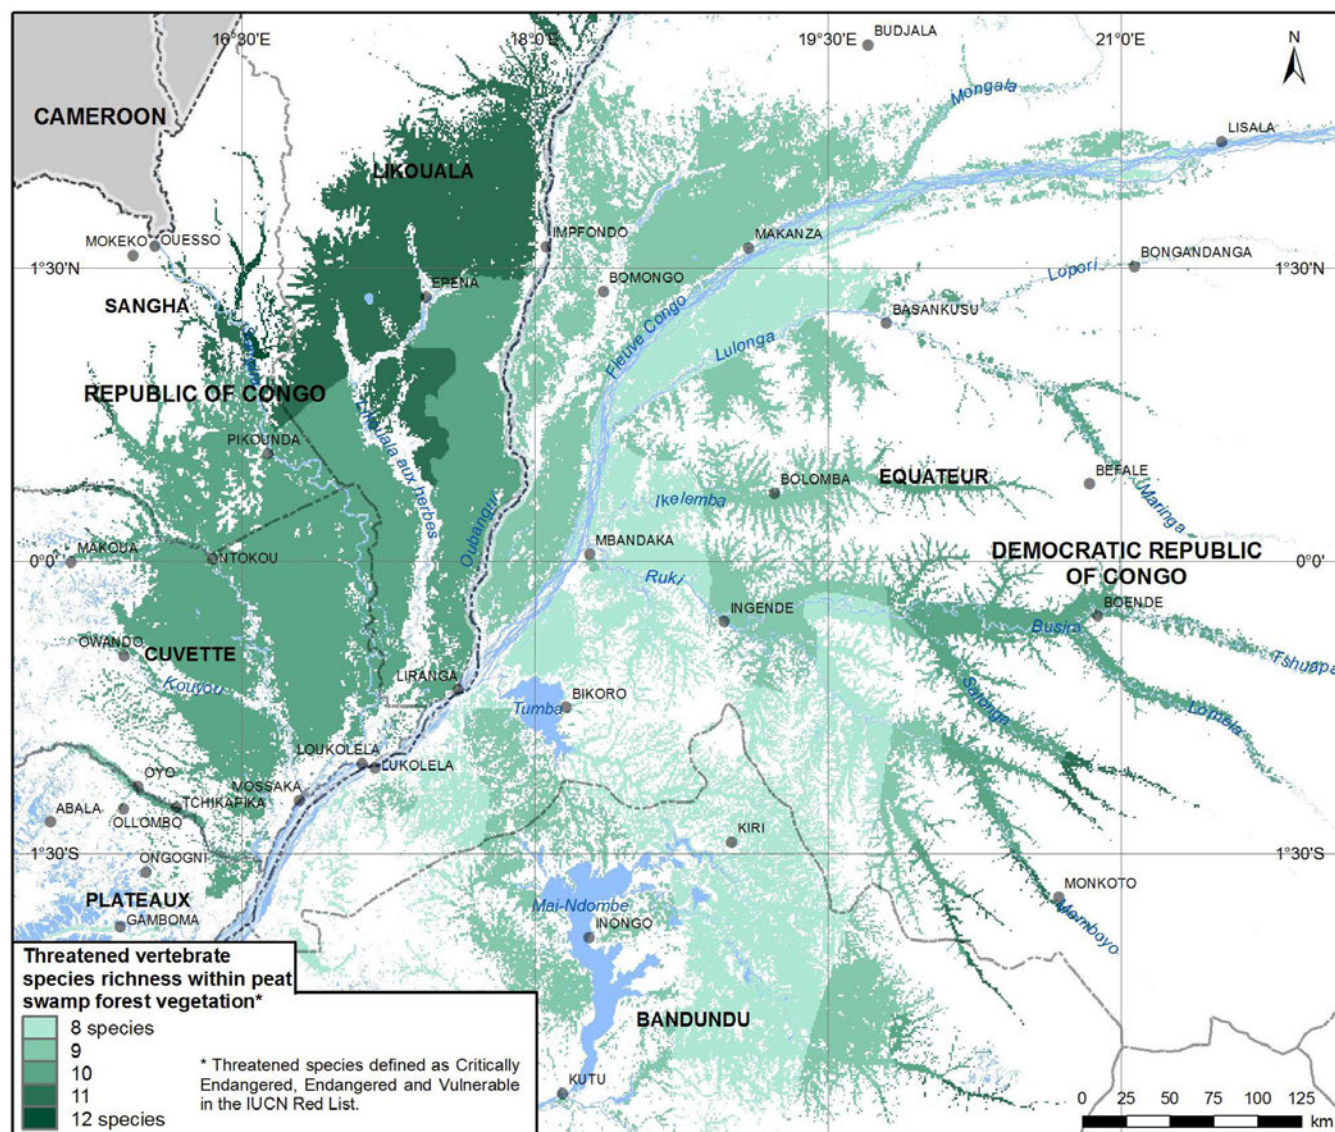 16°30'E
18°0'E
19°30'E
21°0'E
N
BUDJALA
Mongala
CAMEROON
LISALA
LIKOUALA
MOKEKO
OUESSO
IMPFONDO
MAKANZA
1°30'N
1°30'N
BONGANDANGA
Lopori
EPENA
BOMONGO
SANGHA
Fleuve Congo
BASANKUSU
Lulonga
REPUBLIC OF CONGO
Likouala aux herbes
PIKOUNDA
BOLOMBA
EQUATEUR
BEFALE
Ikelemba
Maringa
Oubangui
MAKOUA
NTOKOU
MBANDAKA
DEMOCRATIC REPUBLIC
OF CONGO
0°0'
0°0'
Ruki
INGENDE
BOENDE
Busira
OWANDO
CUVETTE
Tshuapa
Kouyou
LIRANGA
Tumba
BIKORO
Salonga
Lomela
LOUKOLELA
LUKOLELA
OYO
MOSSAKA
TCHIKAPIKA
ABALA
OLLOMBO
KIRI
1°30'S
1°30'S
ONGOGNI
MONKOTO
PLATEAUX
Mai-Ndombe
Momboyo
GAMBOMA
INONGO
BANDUNDU
KUTU
Threatened vertebrate
species richness within peat
swamp forest vegetation*
8 species
9
10
11
12 species
* Threatened species defined as Critically
Endangered, Endangered and Vulnerable
in the IUCN Red List.
0 25 50 75 100 125
km